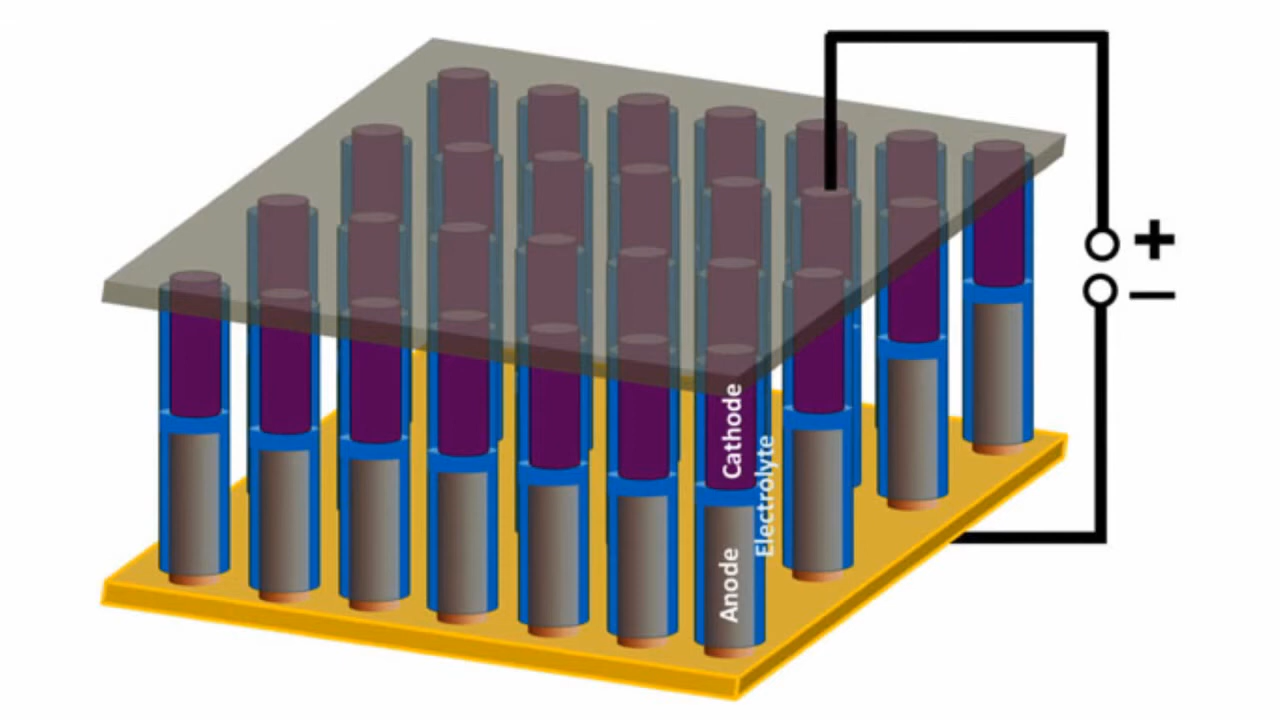 +
–
Cathode
Electrolyte
Anode